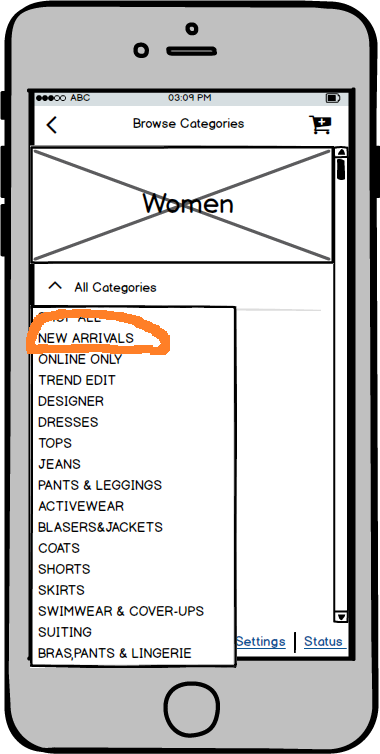 ABC 03:09 PM
Browse Categories
Women
All Categories
SHOP ALL
NEW ARRIVALS
ONLINE ONLY
TREND EDIT
DESIGNER
DRESSES
TOPS
JEANS
PANTS & LEGGINGS
ACTIVEWEAR
BLASERS&JACKETS
COATS
SHORTS
SKIRTS
SWIMWEAR & COVER-UPS
SUITING
BRAS,PANTS & LINGERIE
Settings Status